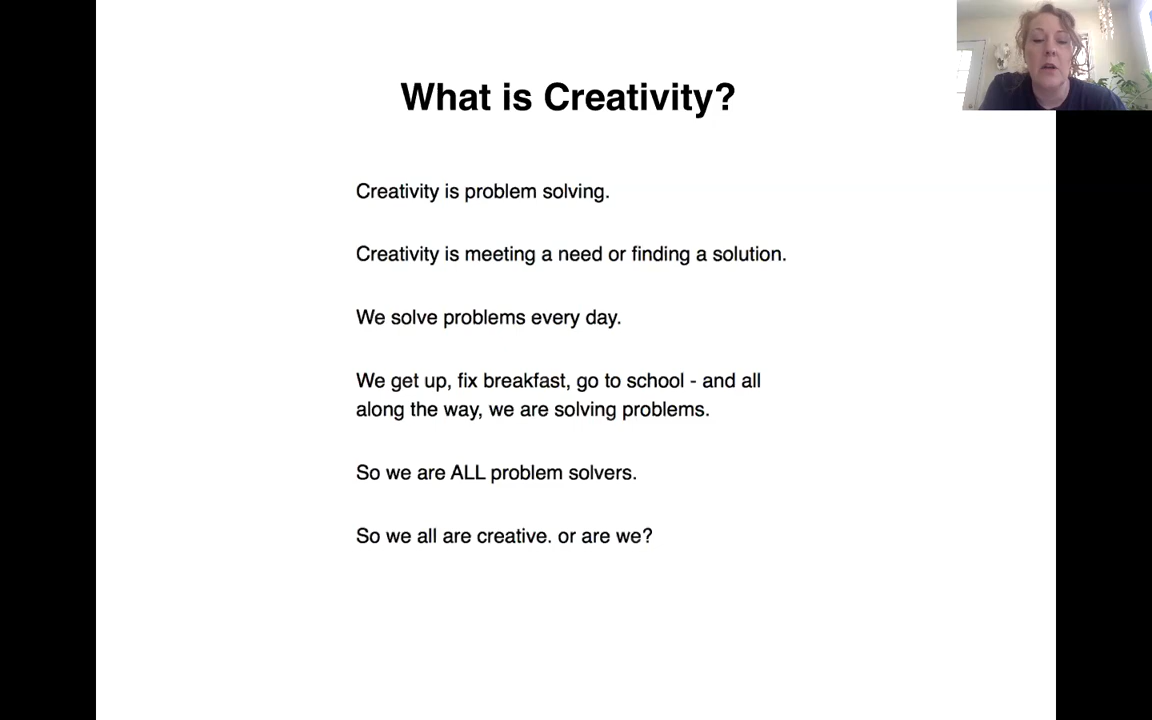 What is Creativity?
Creativity is problem solving.
Creativity is meeting a need or finding a solution.
We solve problems every day.
We get up, fix breakfast, go to school - and all
along the way, we are solving problems.
So we are ALL problem solvers.
So we all are creative. or are we?